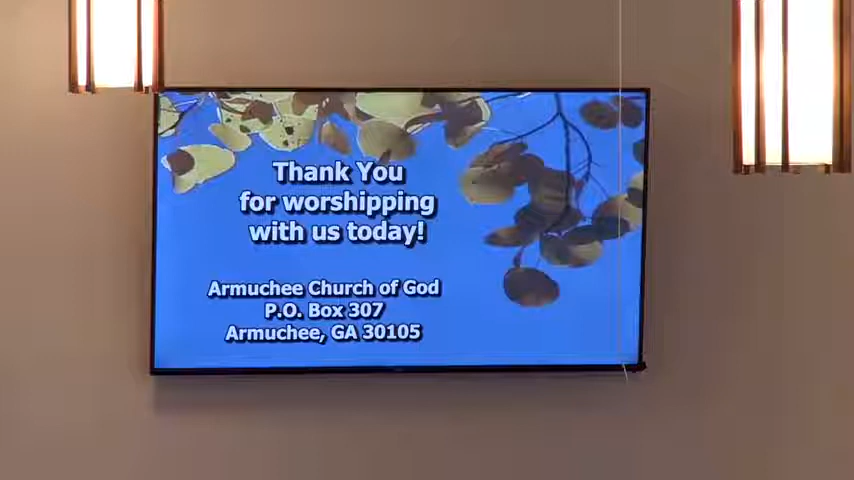 Thank You
for worshipping
with us today!
Armuchee Church of God
P.O. Box 307
Armuchee, GA 30105